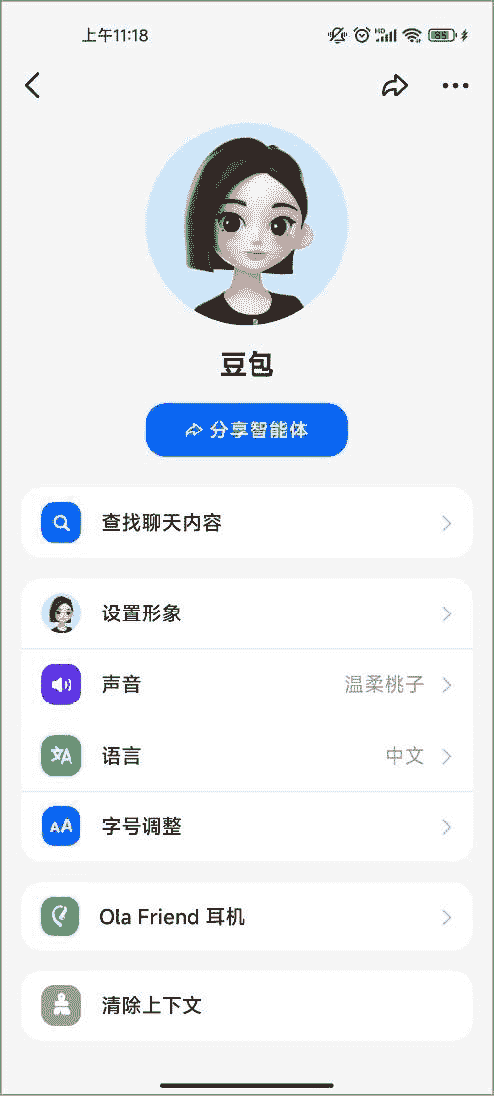 上午11:18
HD
85
豆包
分享智能体
查找聊天内容
设置形象
声音 温柔桃子
语言 中文
字号调整
Ola Friend 耳机
清除上下文